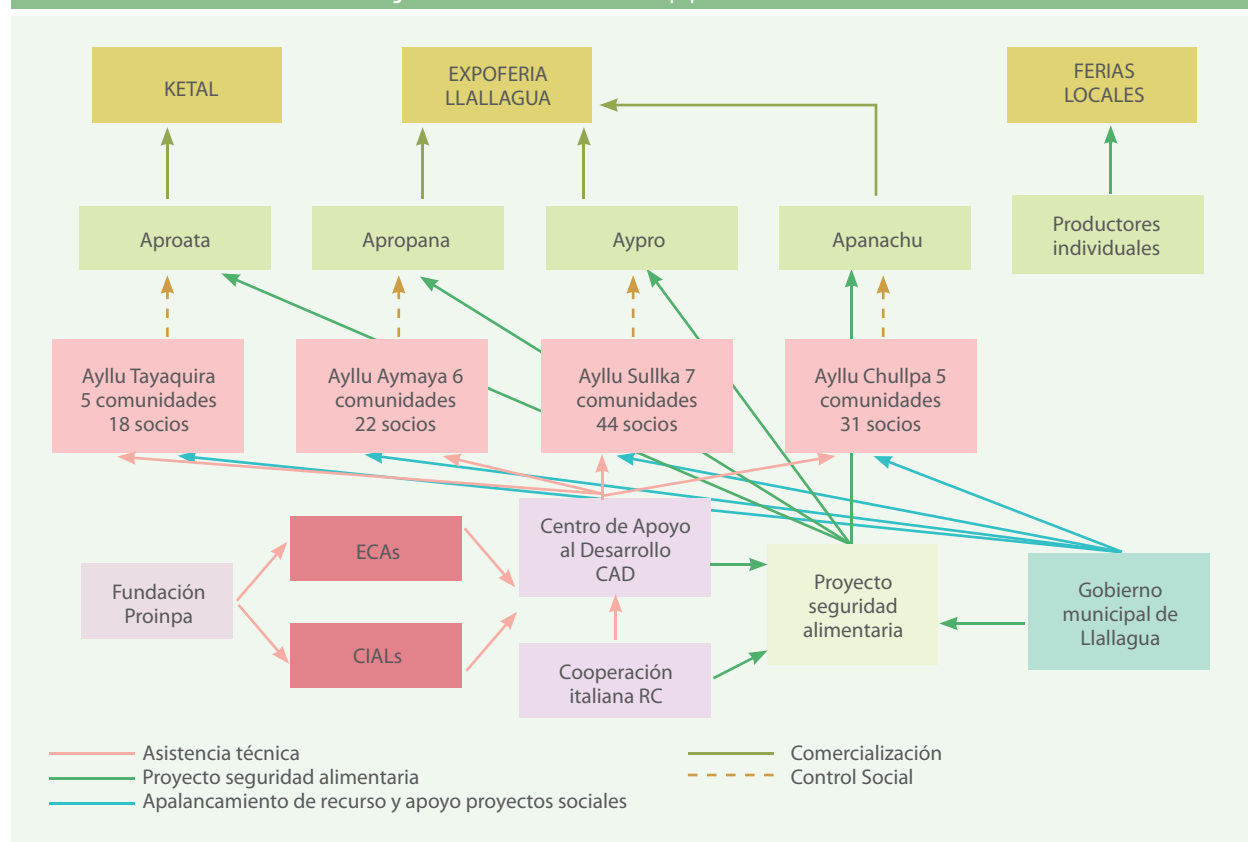 KETAL
EXPOFERIA
LLALLAGUA
FERIAS
LOCALES
Aproata
Apropana
Aypro
Apanachu
Productores
individuales
Ayllu Tayaquira
5 comunidades
18 socios
Ayllu Aymaya 6
comunidades
22 socios
Ayllu Sullka 7
comunidades
44 socios
Ayllu Chullpa 5
comunidades
31 socios
Fundación
Proinpa
ECAs
CIALs
Centro de Apoyo
al Desarrollo
CAD
Cooperación
italiana RC
Proyecto
seguridad
alimentaria
Gobierno
municipal de
Llallagua
Asistencia técnica
Proyecto seguridad alimentaria
Apalancamiento de recurso y apoyo proyectos sociales
Comercialización
Control Social